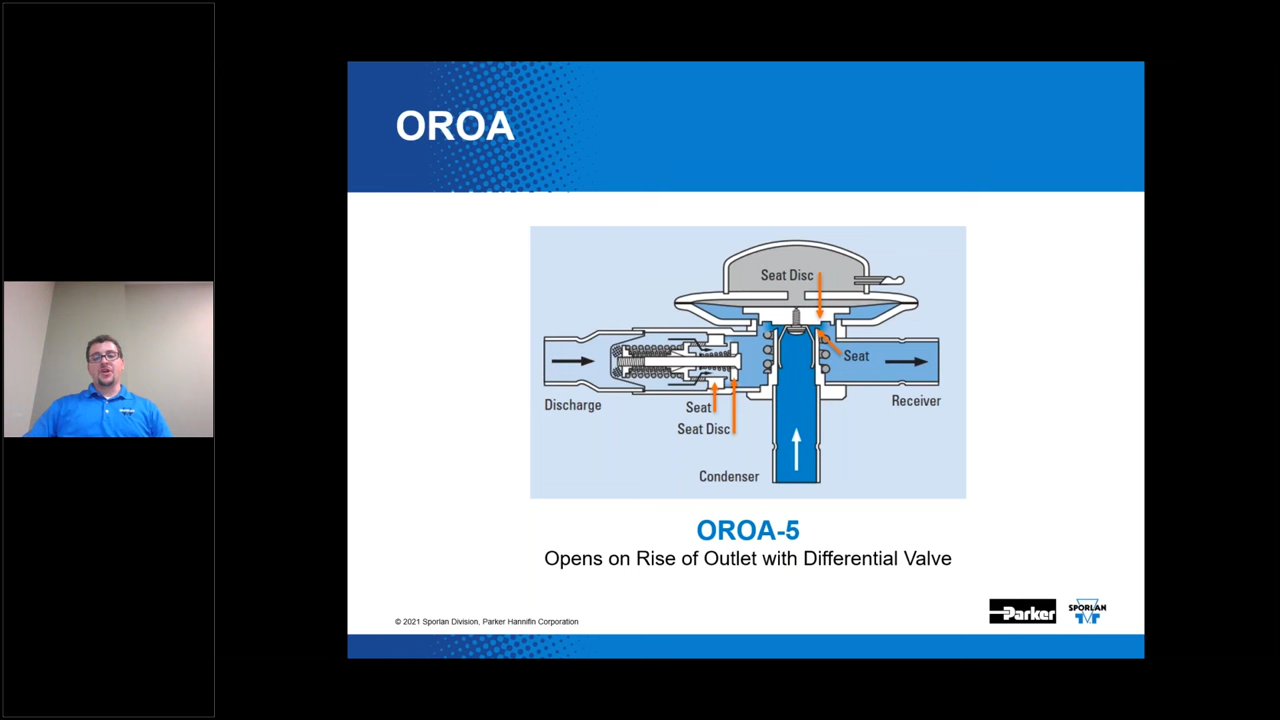 OROA
Seat Disc
Seat
Discharge
Seat
Seat Disc
Receiver
Condenser
OROA-5
Opens on Rise of Outlet with Differential Valve
© 2021 Sporlan Division, Parker Hannifin Corporation
Parker
SPORLAN